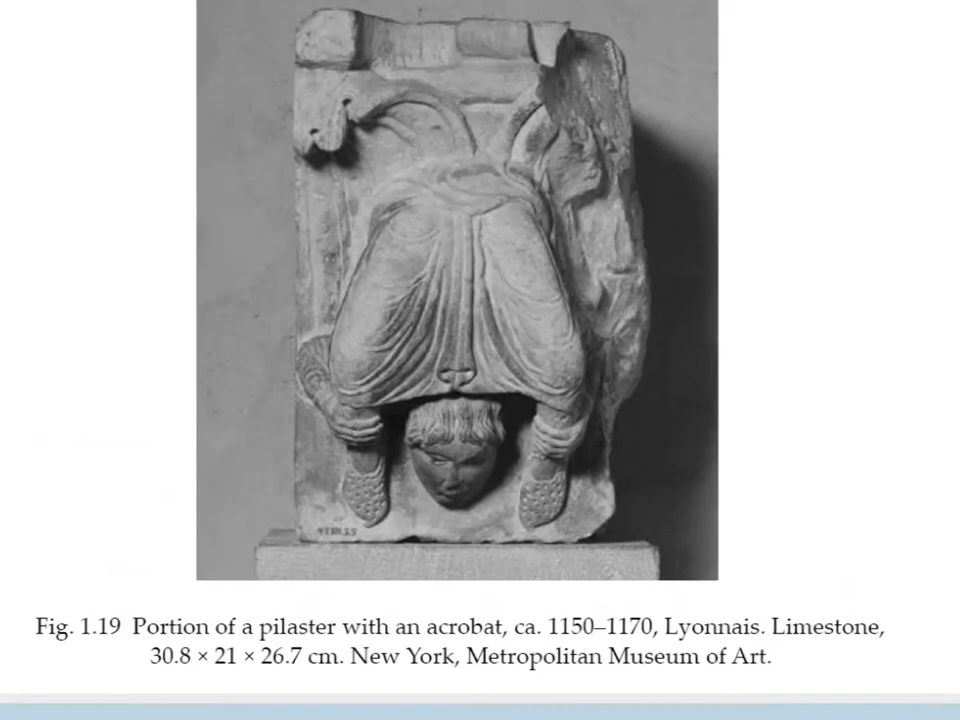 Fig. 1.19 Portion of a pilaster with an acrobat, ca. 1150–1170, Lyonnais. Limestone,
30.8 × 21 × 26.7 cm. New York, Metropolitan Museum of Art.